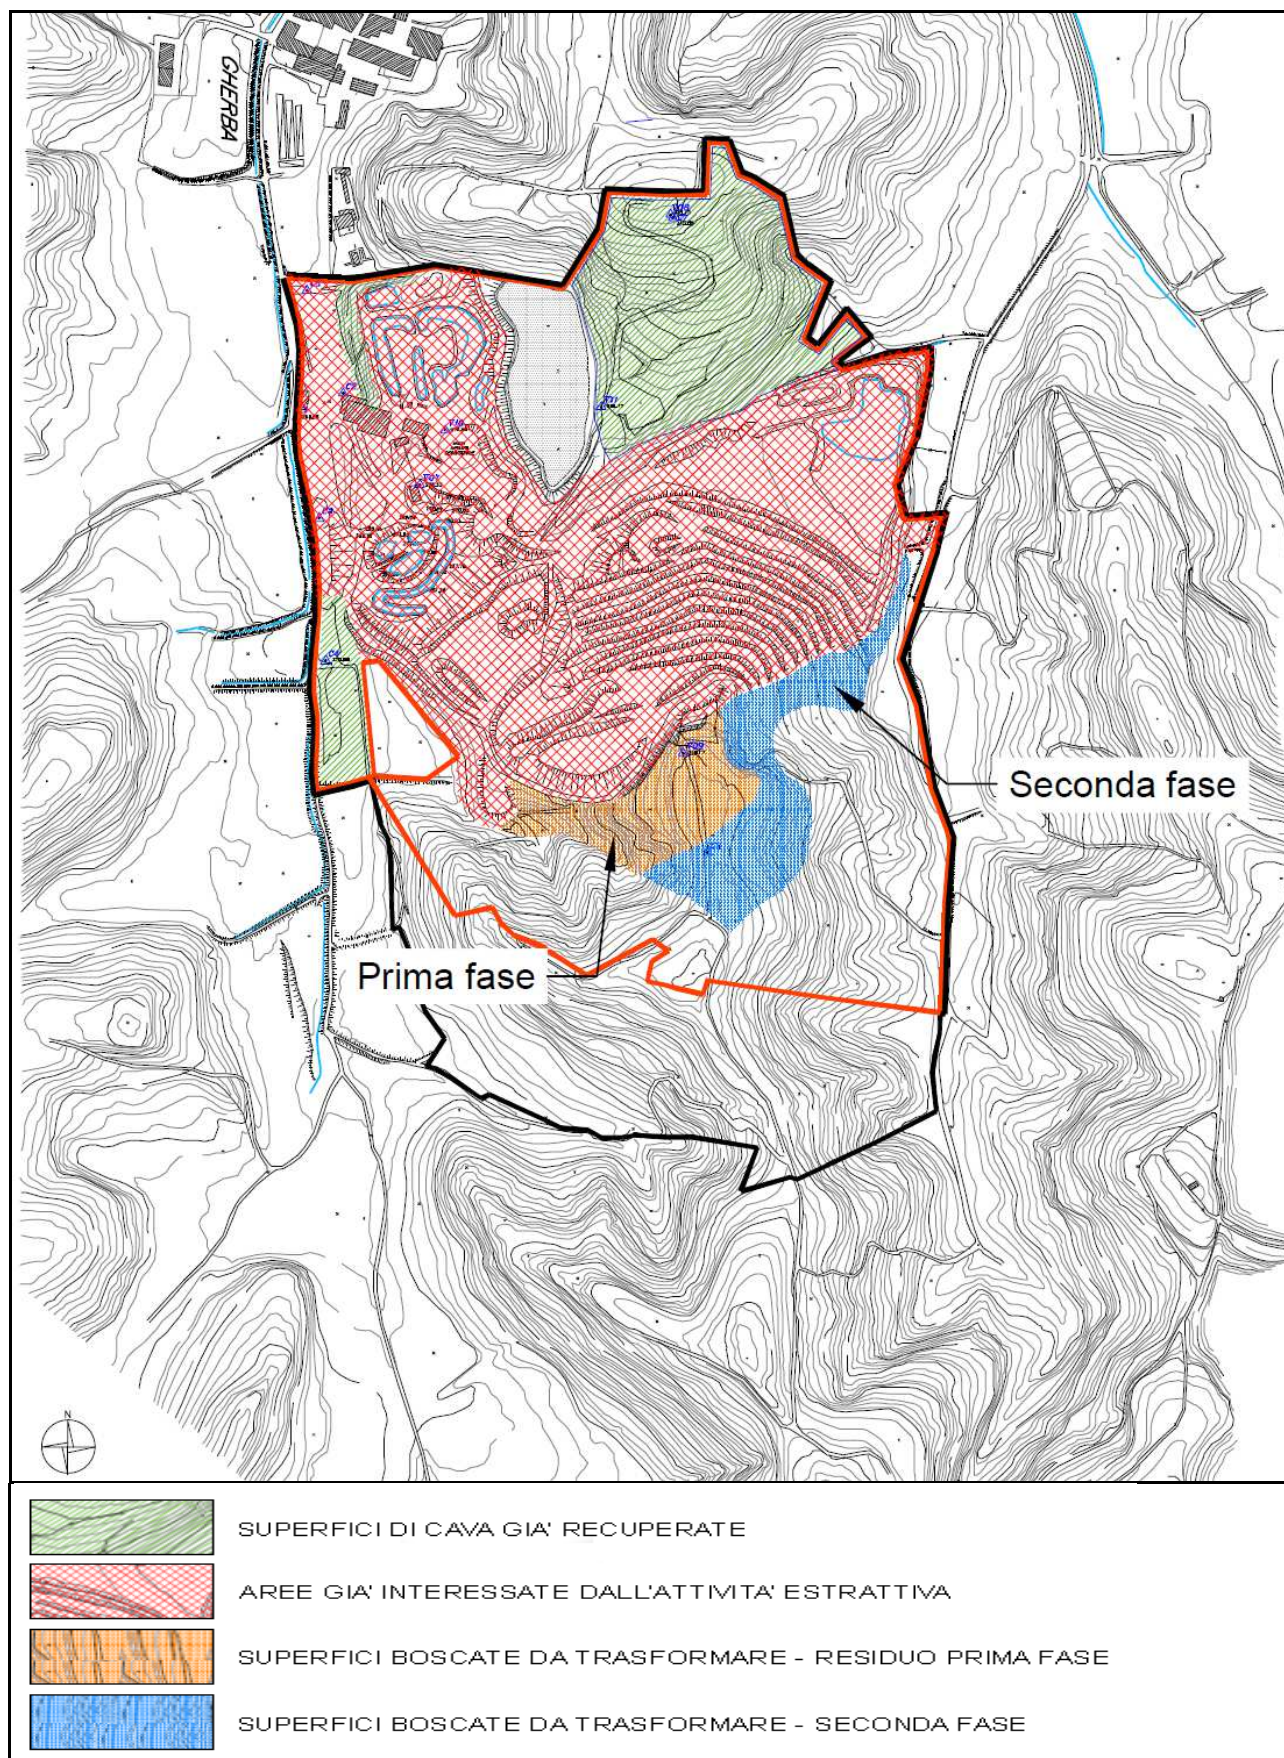 GHERBA
Seconda fase
Prima fase
N
SUPERFICI DI CAVA GIA' RECUPERATE
AREE GIA' INTERESSATE DALL'ATTIVITA' ESTRATTIVA
SUPERFICI BOSCATE DA TRASFORMARE - RESIDUO PRIMA FASE
SUPERFICI BOSCATE DA TRASFORMARE - SECONDA FASE